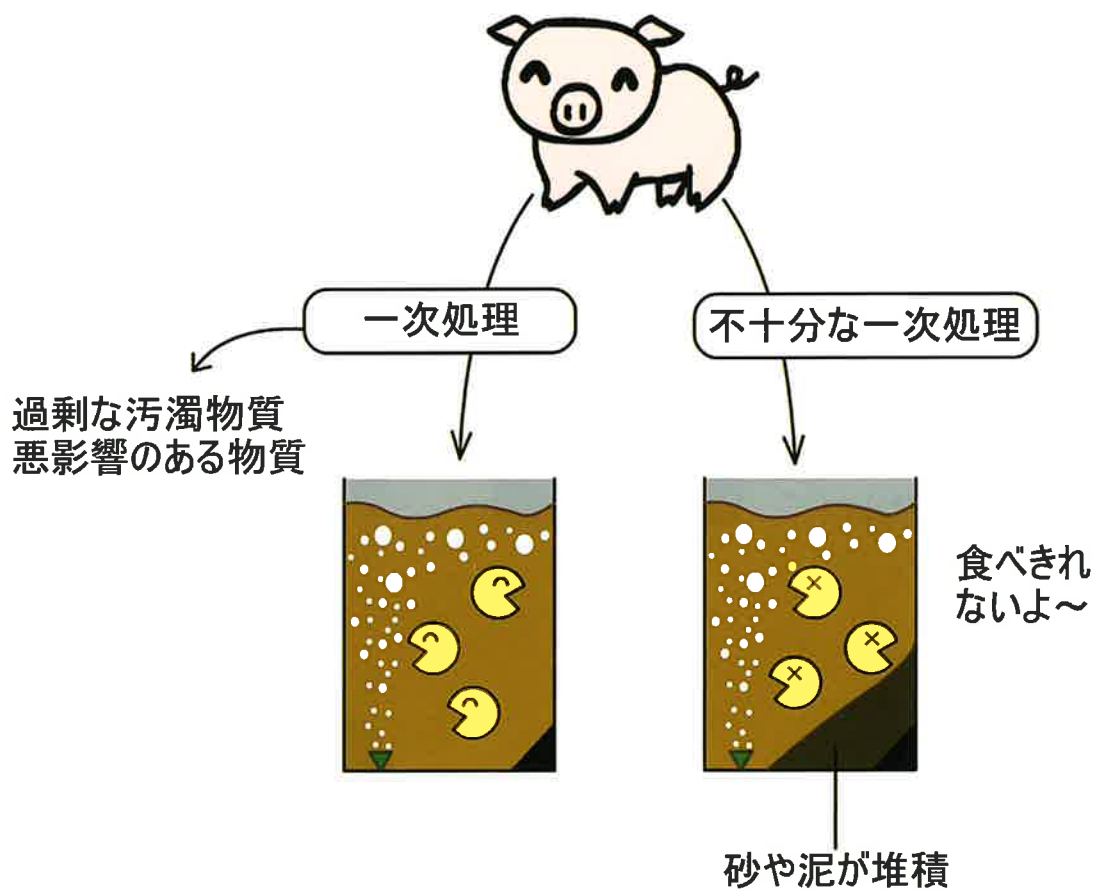 一次処理
不十分な一次処理
過剰な汚濁物質
悪影響のある物質
食べきれ
ないよ～
砂や泥が堆積